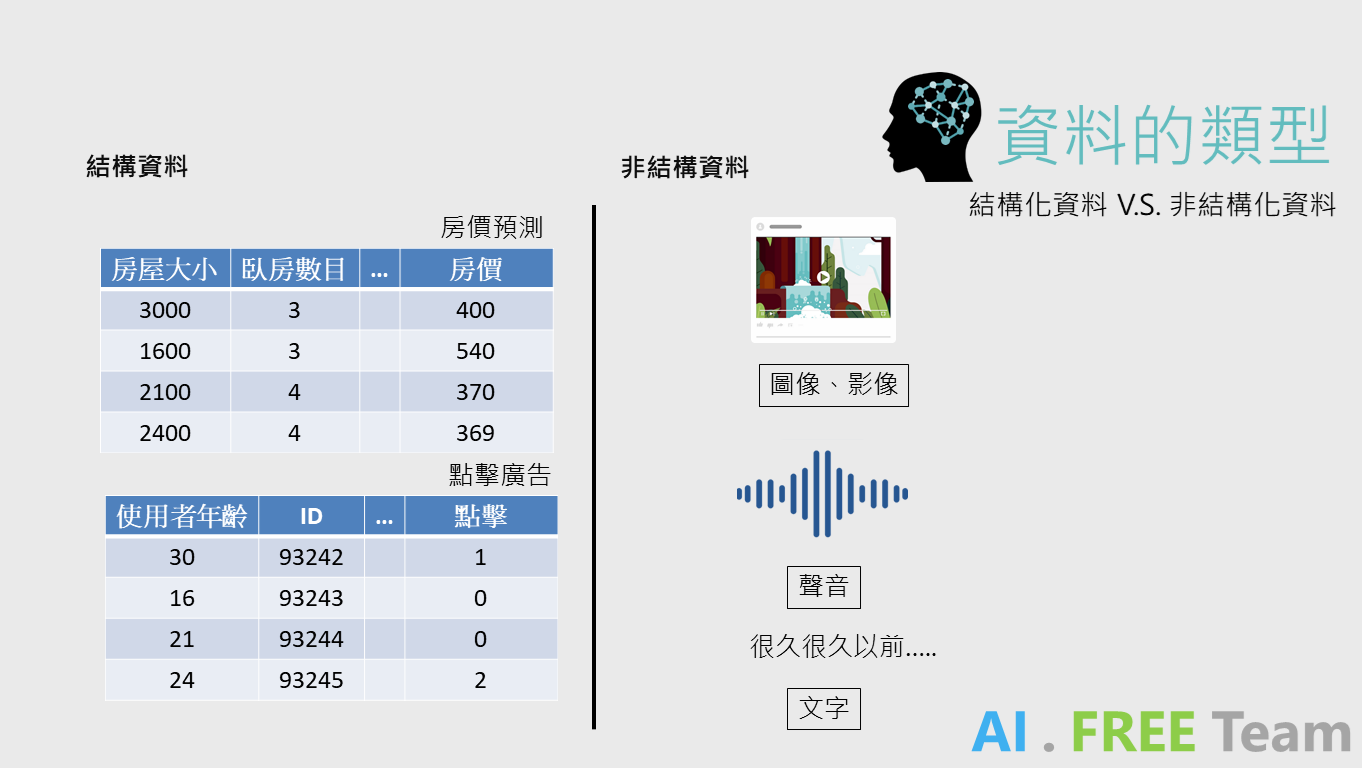 資料的類型
結構化資料 V.S. 非結構化資料
結構資料
房價預測
房屋大小 臥房數目 ... 房價
3000 3 400
1600 3 540
2100 4 370
2400 4 369
點擊廣告
使用者年齡 ID ... 點擊
30 93242 1
16 93243 0
21 93244 0
24 93245 2
非結構資料
圖像、影像
聲音
很久很久以前.....
文字
AI . FREE Team